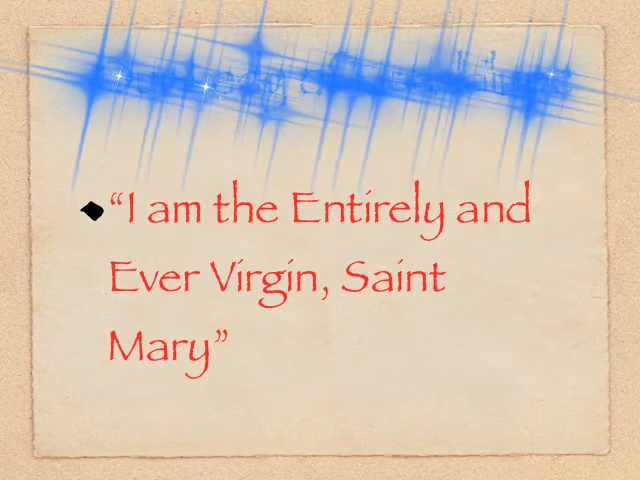 “I am the Entirely and
Ever Virgin, Saint
Mary”